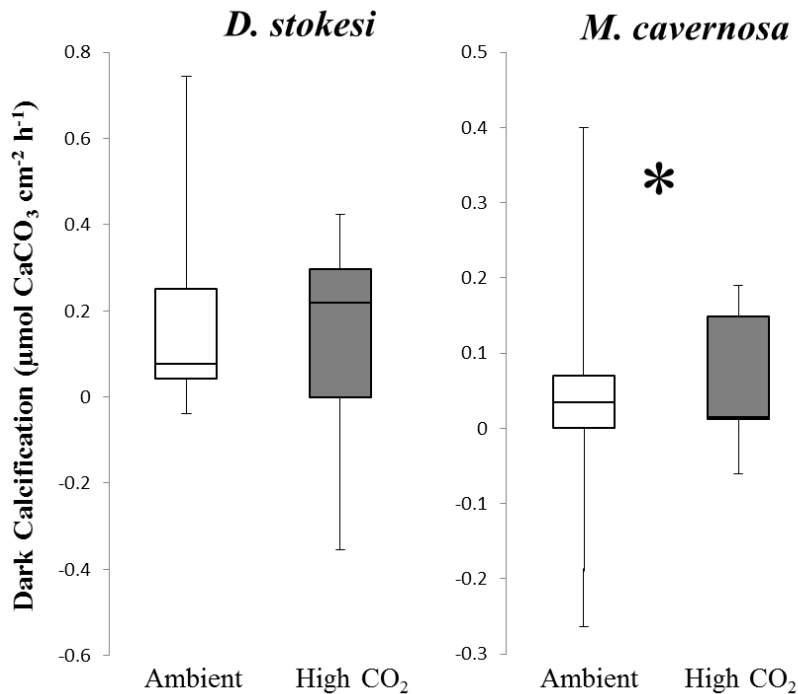 D. stokesi
M. cavernosa
Dark Calcification (µmol CaCO₃ cm⁻² h⁻¹)
0.8
0.6
0.4
0.2
0
-0.2
-0.4
-0.6
Ambient
High CO₂
0.5
0.4
0.3
0.2
0.1
0
-0.1
-0.2
-0.3
*
Ambient
High CO₂